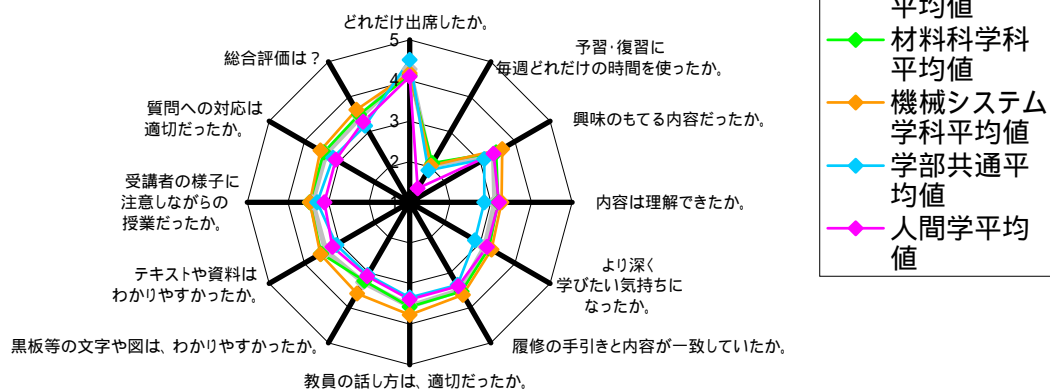 どれだけ出席したか。
予習・復習に
毎週どれだけの時間を使ったか。
興味のもてる内容だったか。
内容は理解できたか。
より深く
学びたい気持ちに
なったか。
履修の手引きと内容が一致していたか。
教員の話し方は、適切だったか。
黒板等の文字や図は、わかりやすかったか。
テキストや資料は
わかりやすかったか。
受講者の様子に
注意しながらの
授業だったか。
質問への対応は
適切だったか。
総合評価は？
5
4
3
2
平均値
材料科学科
平均値
機械システム
学科平均値
学部共通平
均値
人間学平均
値